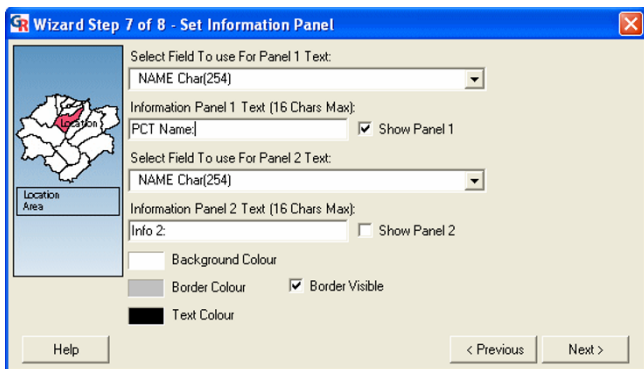 GR Wizard Step 7 of 8 - Set Information Panel
Select Field To use For Panel 1 Text:
NAME Char(254)
Information Panel 1 Text (16 Chars Max):
PCT Name: Show Panel 1
Select Field To use For Panel 2 Text:
NAME Char(254)
Information Panel 2 Text (16 Chars Max):
Info 2: Show Panel 2
Background Colour
Border Colour Border Visible
Text Colour
Location
Location
Area
Help < Previous Next >